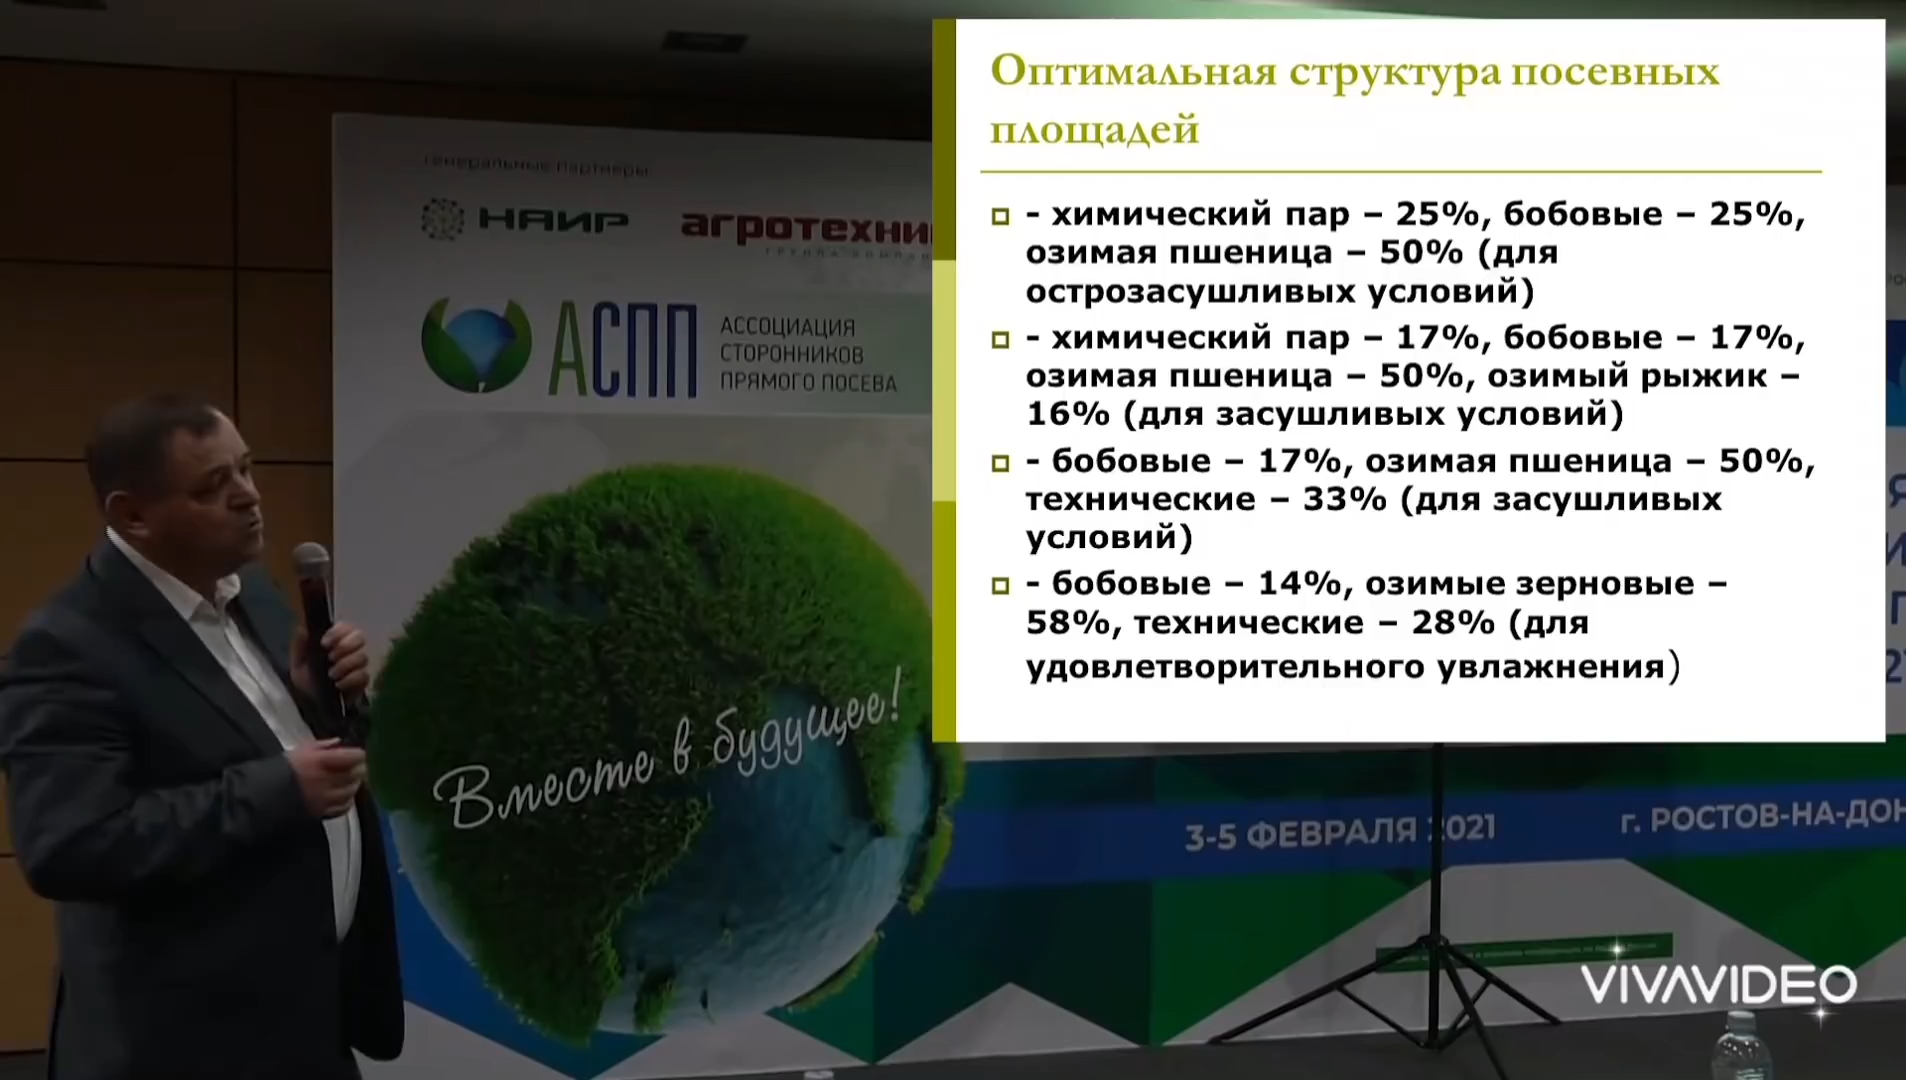 генеральные партнеры
НАИР
агротехни
АСПП
АССОЦИАЦИЯ
СТОРОННИКОВ
ПРЯМОГО ПОСЕВА
Вместе в будущее!
Оптимальная структура посевных
площадей
- химический пар – 25%, бобовые – 25%,
озимая пшеница – 50% (для
острозасушливых условий)
- химический пар – 17%, бобовые – 17%,
озимая пшеница – 50%, озимый рыжик –
16% (для засушливых условий)
- бобовые – 17%, озимая пшеница – 50%,
технические – 33% (для засушливых
условий)
- бобовые – 14%, озимые зерновые –
58%, технические – 28% (для
удовлетворительного увлажнения)
3-5 ФЕВРАЛЯ 2021
г. РОСТОВ-НА-ДОН
VIVAVIDEO